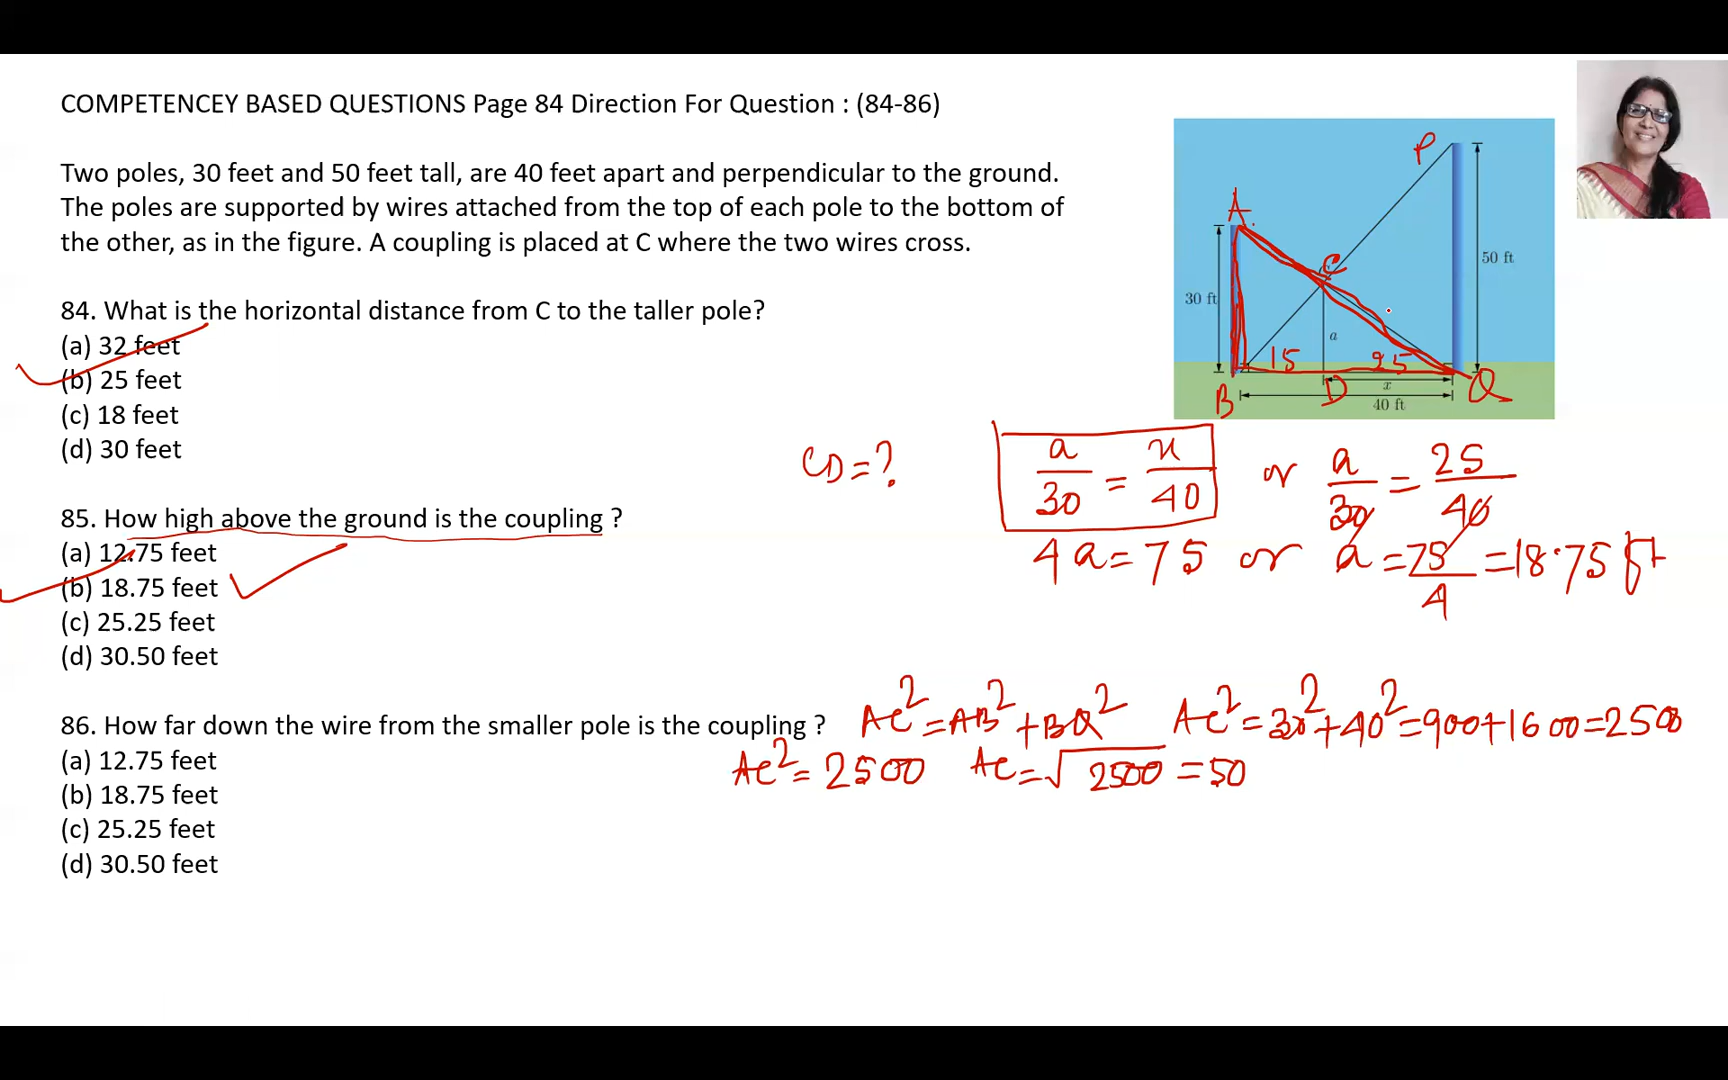 COMPETENCEY BASED QUESTIONS Page 84 Direction For Question : (84-86)
Two poles, 30 feet and 50 feet tall, are 40 feet apart and perpendicular to the ground.
The poles are supported by wires attached from the top of each pole to the bottom of
the other, as in the figure. A coupling is placed at C where the two wires cross.
84. What is the horizontal distance from C to the taller pole?
(a) 32 feet
(b) 25 feet
(c) 18 feet
(d) 30 feet
85. How high above the ground is the coupling ?
(a) 12.75 feet
(b) 18.75 feet
(c) 25.25 feet
(d) 30.50 feet
86. How far down the wire from the smaller pole is the coupling ?
(a) 12.75 feet
(b) 18.75 feet
(c) 25.25 feet
(d) 30.50 feet
P
A
C
50 ft
30 ft
a
15 25
x
B D Q
40 ft
CD=?
a/30 = x/40 or a/30 = 25/40
4a=75 or a=75/4=18.75 ft
AC²=AB²+BQ² AC²=30²+40²=900+1600=2500
AC²=2500 AC=√2500=50